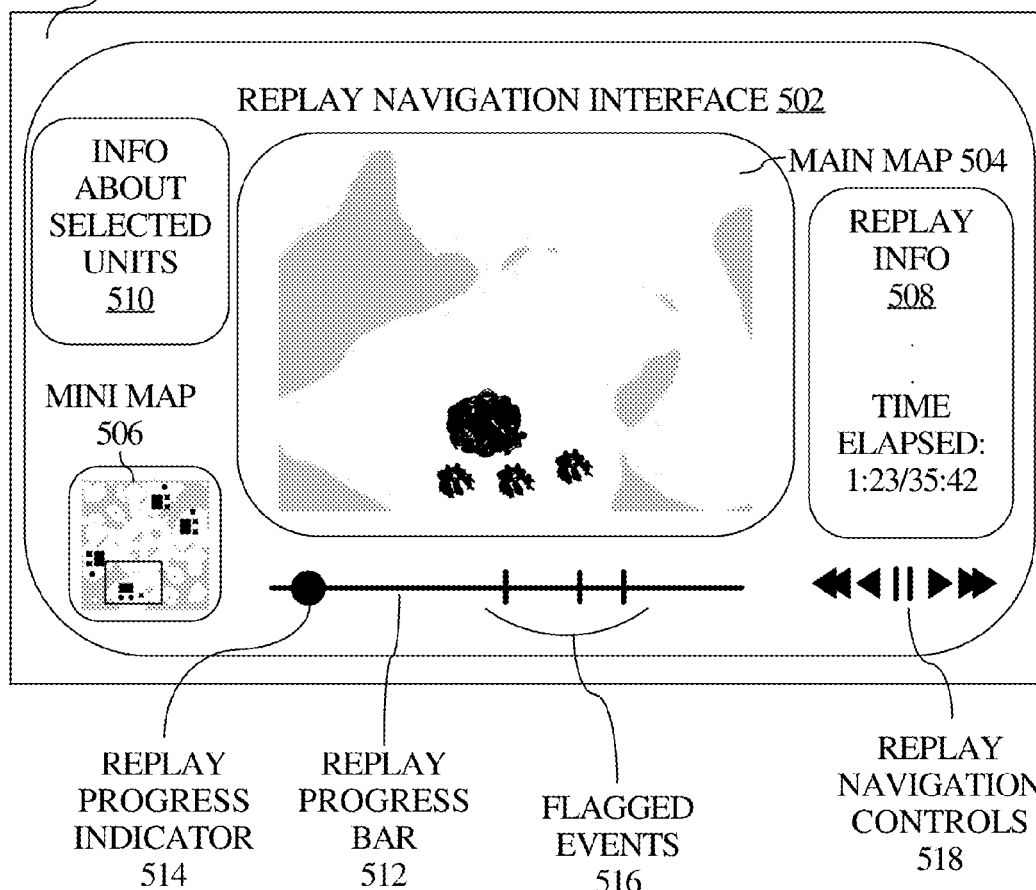 REPLAY NAVIGATION INTERFACE 502
INFO
ABOUT
SELECTED
UNITS
510
MAIN MAP 504
REPLAY
INFO
508
.
.
TIME
ELAPSED:
1:23/35:42
MINI MAP
506
REPLAY
PROGRESS
INDICATOR
514
REPLAY
PROGRESS
BAR
512
FLAGGED
EVENTS
516
REPLAY
NAVIGATION
CONTROLS
518